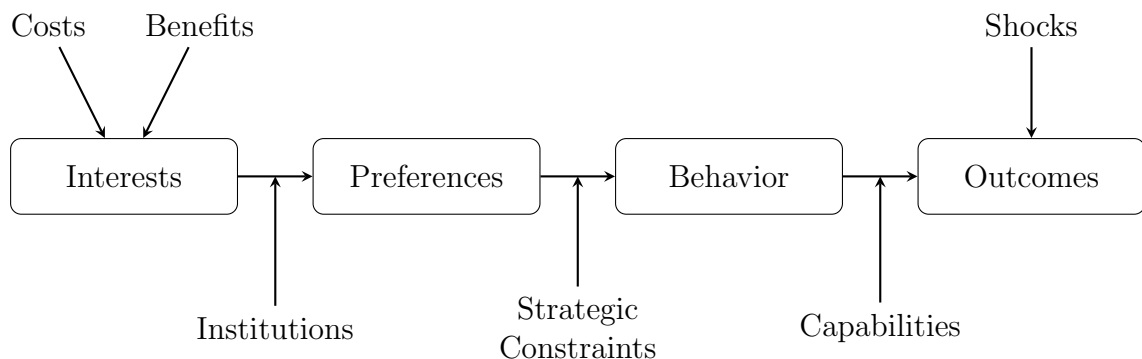 Costs
Benefits
Shocks
Interests
Preferences
Behavior
Outcomes
Institutions
Strategic
Constraints
Capabilities